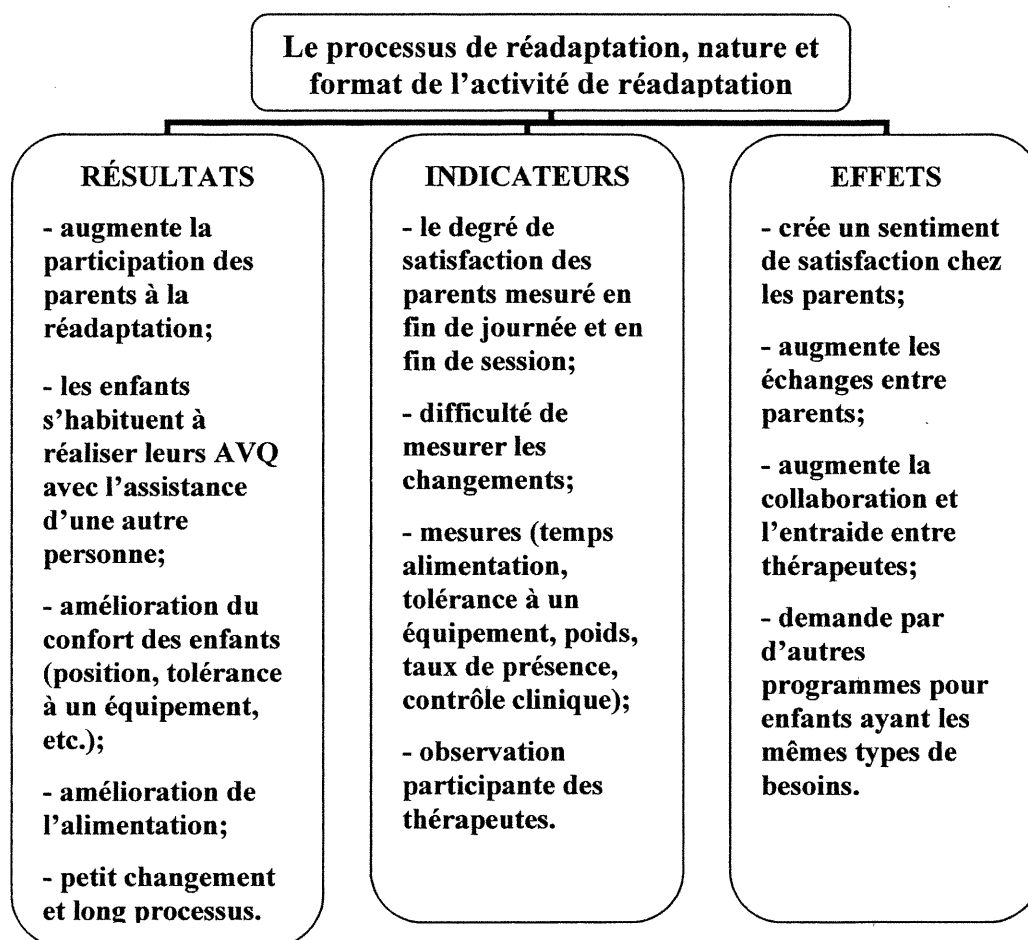 Le processus de réadaptation, nature et
format de l'activité de réadaptation
RÉSULTATS
- augmente la
participation des
parents à la
réadaptation;
- les enfants
s'habituent à
réaliser leurs AVQ
avec l'assistance
d'une autre
personne;
- amélioration du
confort des enfants
(position, tolérance
à un équipement,
etc.);
- amélioration de
l'alimentation;
- petit changement
et long processus.
INDICATEURS
- le degré de
satisfaction des
parents mesuré en
fin de journée et en
fin de session;
- difficulté de
mesurer les
changements;
- mesures (temps
alimentation,
tolérance à un
équipement, poids,
taux de présence,
contrôle clinique);
- observation
participante des
thérapeutes.
EFFETS
- crée un sentiment
de satisfaction chez
les parents;
- augmente les
échanges entre
parents;
- augmente la
collaboration et
l'entraide entre
thérapeutes;
- demande par
d'autres
programmes pour
enfants ayant les
mêmes types de
besoins.